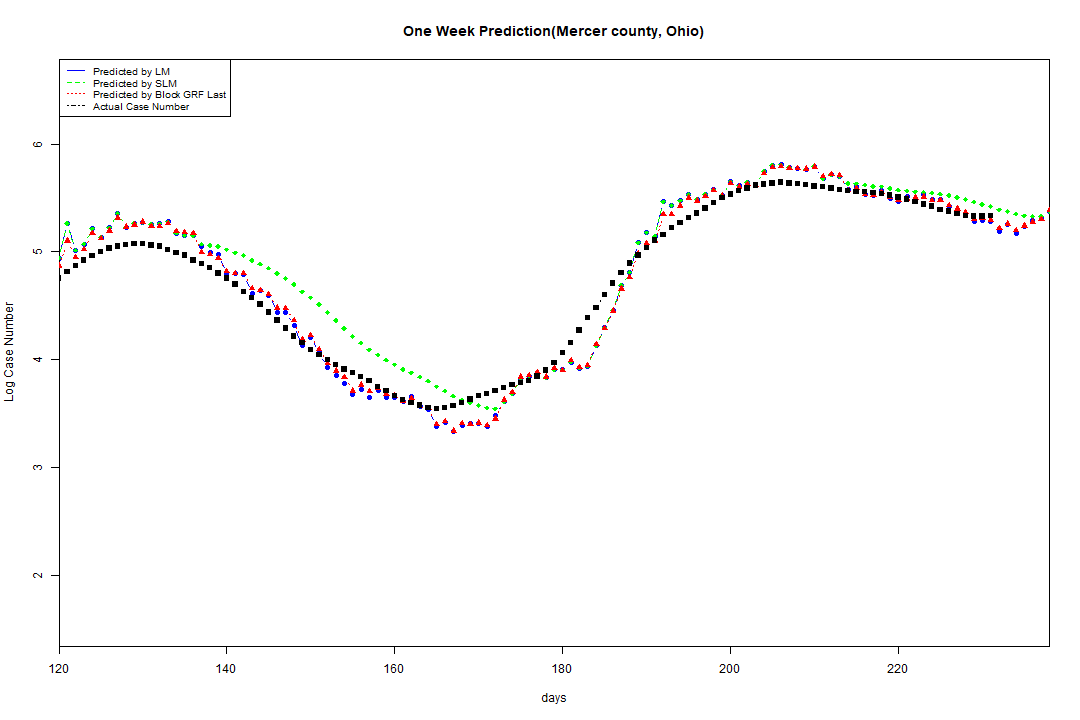 One Week Prediction(Mercer county, Ohio)
Predicted by LM
Predicted by SLM
Predicted by Block GRF Last
Actual Case Number
6
5
4
3
2
Log Case Number
120 140 160 180 200 220
days